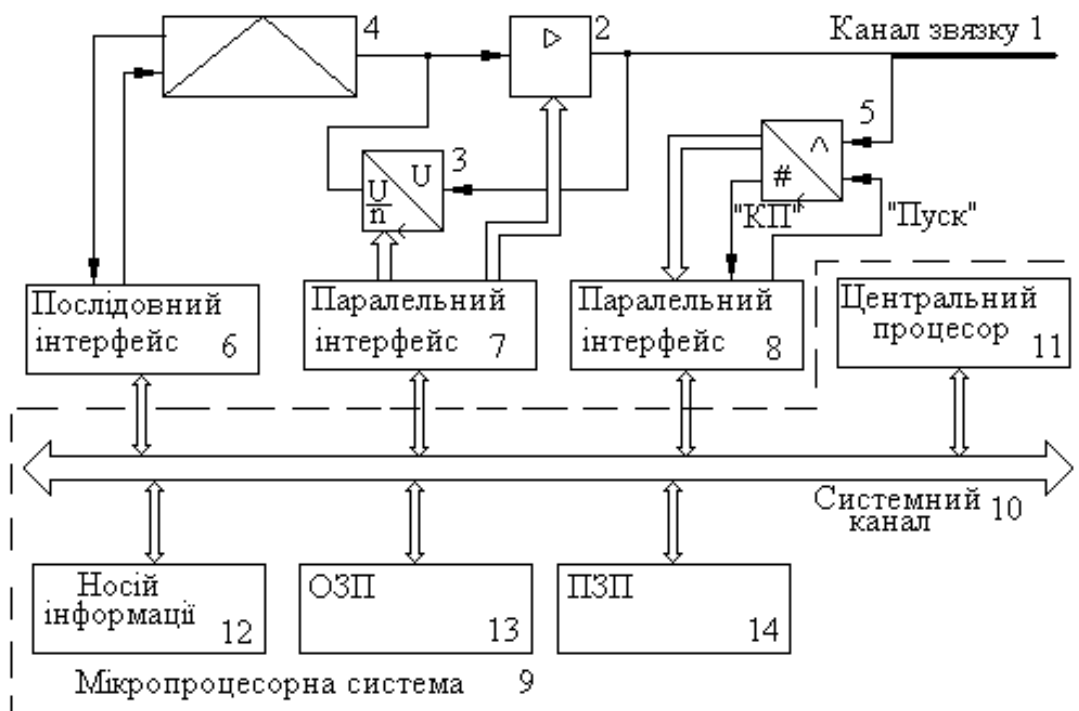 4
2
Канал звязку 1
▷
5
3
U
U
n
^
#
"КП"
"Пуск"
Послідовний
інтерфейс 6
Паралельний
інтерфейс 7
Паралельний
інтерфейс 8
Центральний
процесор
11
Системний
канал 10
Носій
інформації
12
ОЗП
13
ПЗП
14
Мікропроцесорна система 9